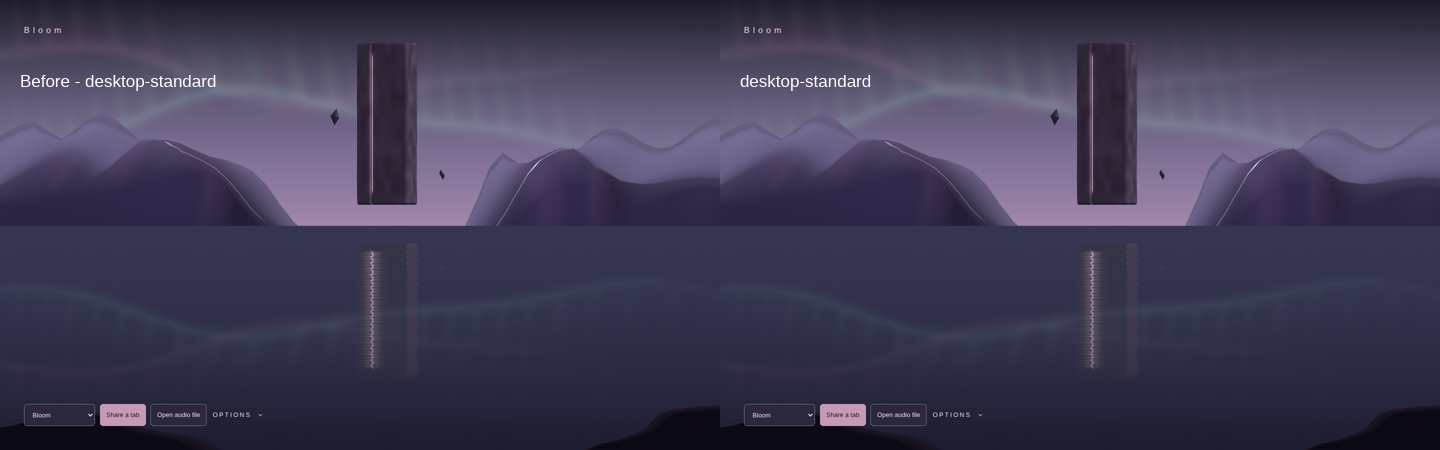 Bloom
Before - desktop-standard
Bloom Share a tab Open audio file OPTIONS
Bloom
desktop-standard
Bloom Share a tab Open audio file OPTIONS